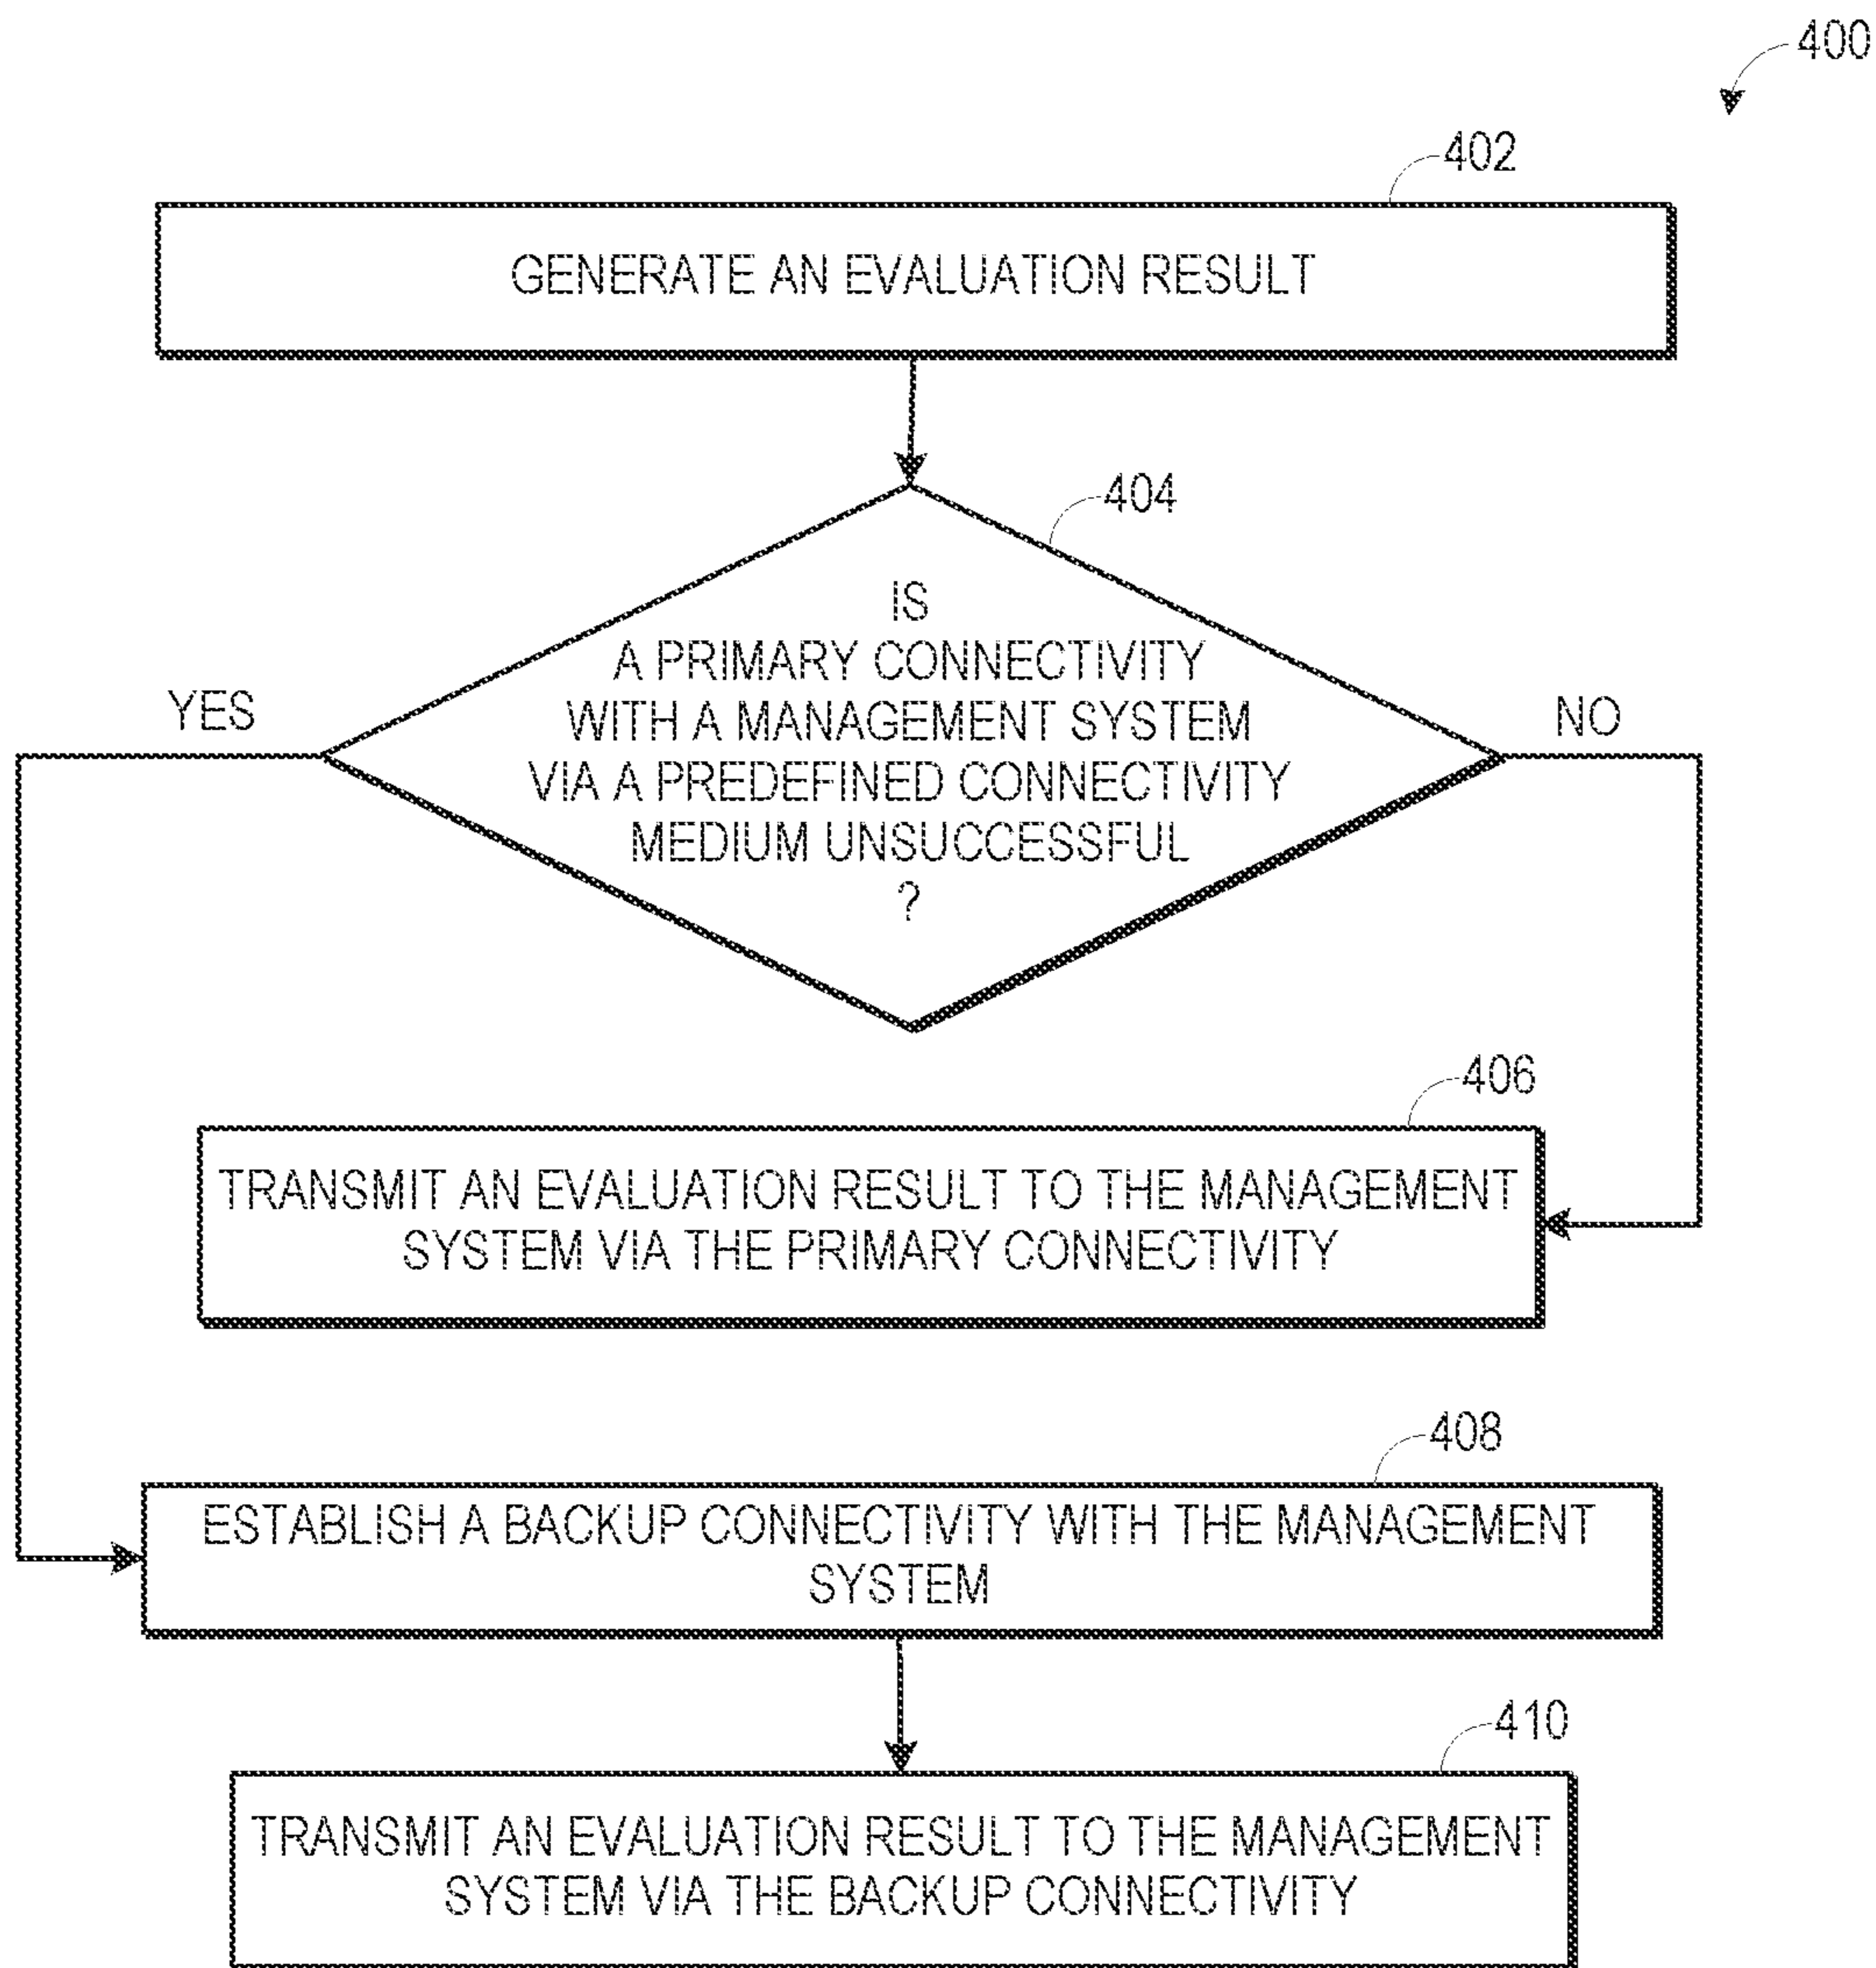 400
402
GENERATE AN EVALUATION RESULT
404
IS
A PRIMARY CONNECTIVITY
WITH A MANAGEMENT SYSTEM
VIA A PREDEFINED CONNECTIVITY
MEDIUM UNSUCCESSFUL
?
YES
NO
406
TRANSMIT AN EVALUATION RESULT TO THE MANAGEMENT
SYSTEM VIA THE PRIMARY CONNECTIVITY
408
ESTABLISH A BACKUP CONNECTIVITY WITH THE MANAGEMENT
SYSTEM
410
TRANSMIT AN EVALUATION RESULT TO THE MANAGEMENT
SYSTEM VIA THE BACKUP CONNECTIVITY